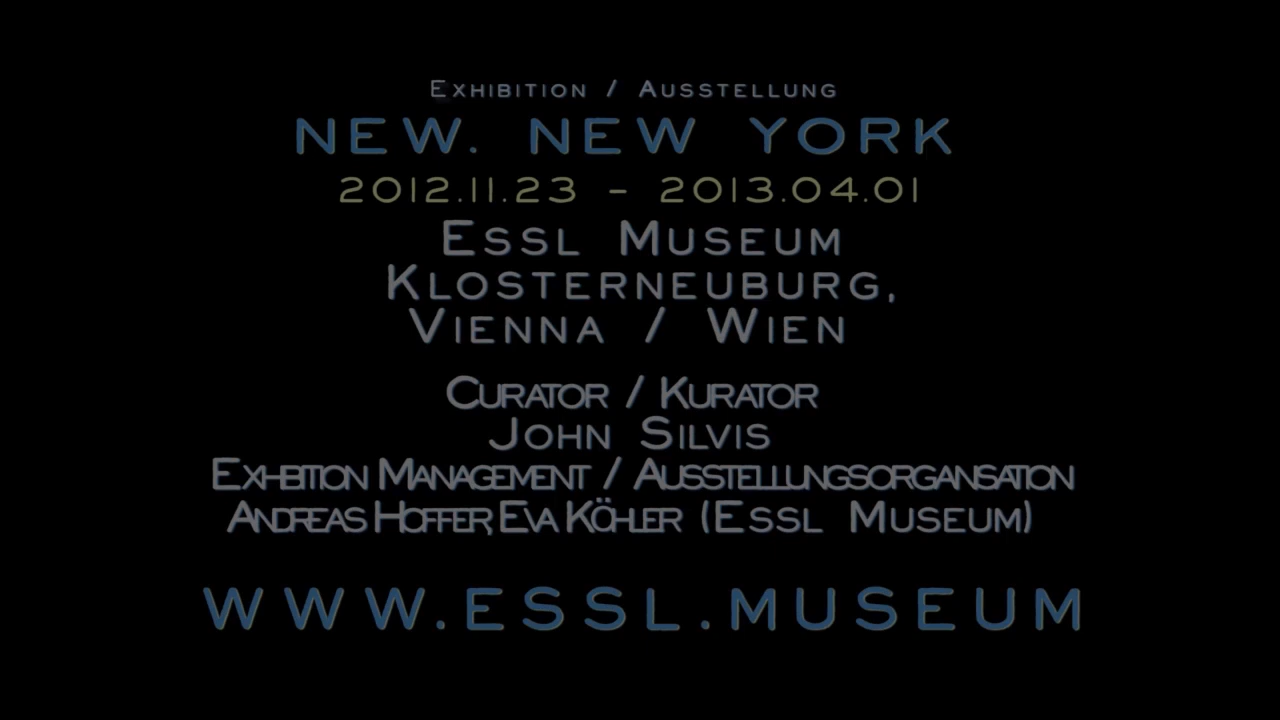 Exhibition / Ausstellung
NEW. NEW YORK
2012.11.23 – 2013.04.01
Essl Museum
Klosterneuburg,
Vienna / Wien
Curator / Kurator
John Silvis
Exhbition Management / Ausstellungsorgansation
Andreas Hoffer, Eva Köhler (Essl Museum)
WWW.ESSL.MUSEUM